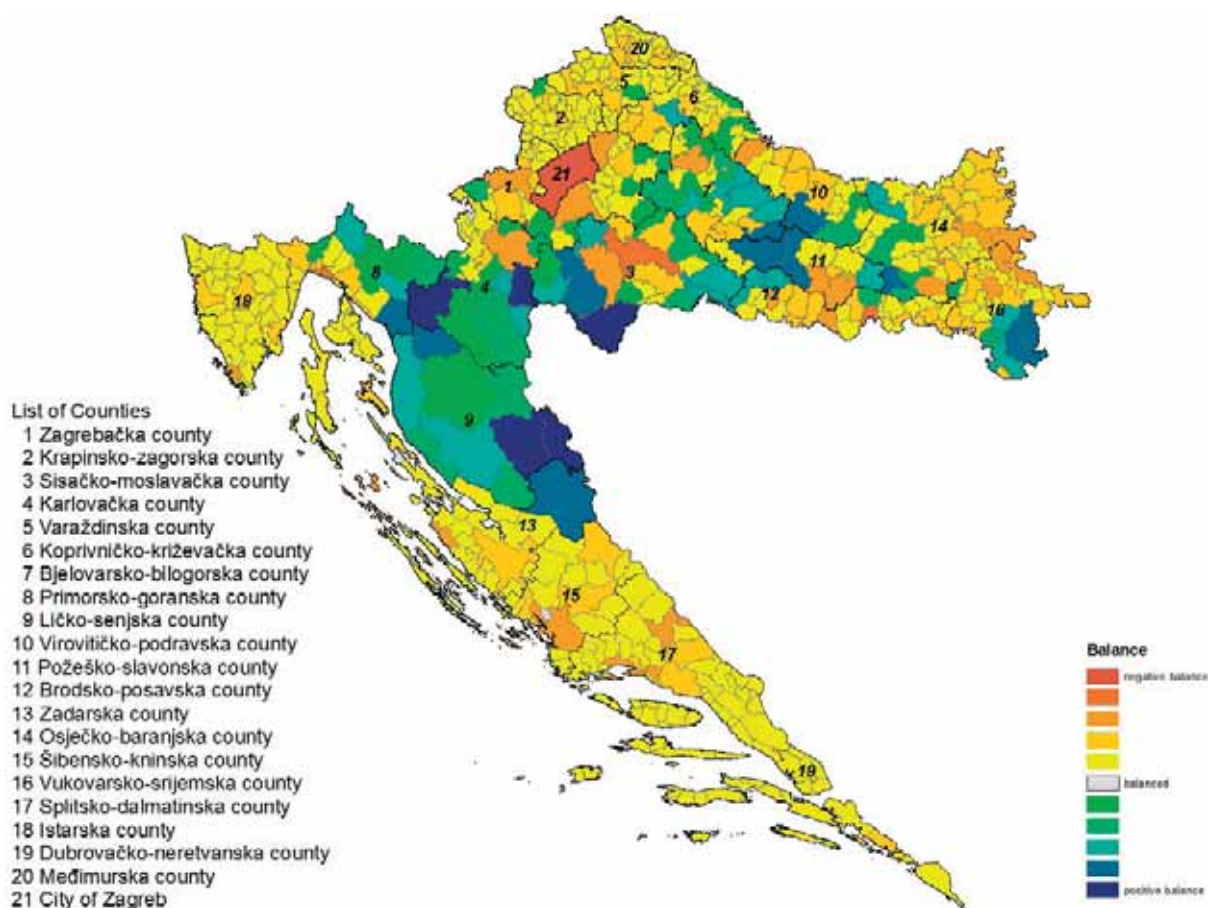 20
5
6
2
21
1
7
10
14
3
11
8
4
12
18
16
9
13
15
17
19
List of Counties
1 Zagrebačka county
2 Krapinsko-zagorska county
3 Sisačko-moslavačka county
4 Karlovačka county
5 Varaždinska county
6 Koprivničko-križevačka county
7 Bjelovarsko-bilogorska county
8 Primorsko-goranska county
9 Ličko-senjska county
10 Virovitičko-podravska county
11 Požeško-slavonska county
12 Brodsko-posavska county
13 Zadarska county
14 Osječko-baranjska county
15 Šibensko-kninska county
16 Vukovarsko-srijemska county
17 Splitsko-dalmatinska county
18 Istarska county
19 Dubrovačko-neretvanska county
20 Međimurska county
21 City of Zagreb
Balance
negative balance
balanced
positive balance